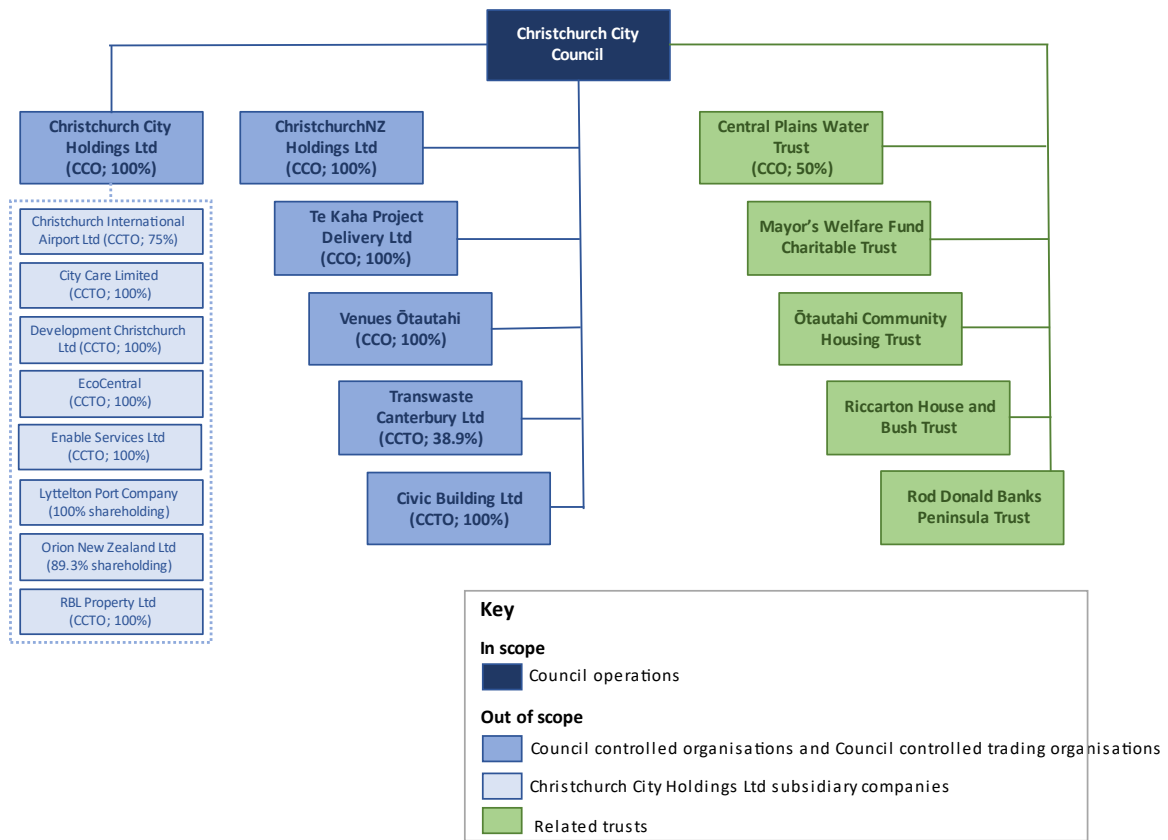 Christchurch City
Council
Christchurch City
Holdings Ltd
(CCO; 100%)
Christchurch International
Airport Ltd (CCTO; 75%)
City Care Limited
(CCTO; 100%)
Development Christchurch
Ltd (CCTO; 100%)
EcoCentral
(CCTO; 100%)
Enable Services Ltd
(CCTO; 100%)
Lyttelton Port Company
(100% shareholding)
Orion New Zealand Ltd
(89.3% shareholding)
RBL Property Ltd
(CCTO; 100%)
ChristchurchNZ
Holdings Ltd
(CCO; 100%)
Te Kaha Project
Delivery Ltd
(CCO; 100%)
Venues Ōtautahi
(CCO; 100%)
Transwaste
Canterbury Ltd
(CCTO; 38.9%)
Civic Building Ltd
(CCTO; 100%)
Central Plains Water
Trust
(CCO; 50%)
Mayor’s Welfare Fund
Charitable Trust
Ōtautahi Community
Housing Trust
Riccarton House and
Bush Trust
Rod Donald Banks
Peninsula Trust
Key
In scope
Council operations
Out of scope
Council controlled organisations and Council controlled trading organisations
Christchurch City Holdings Ltd subsidiary companies
Related trusts